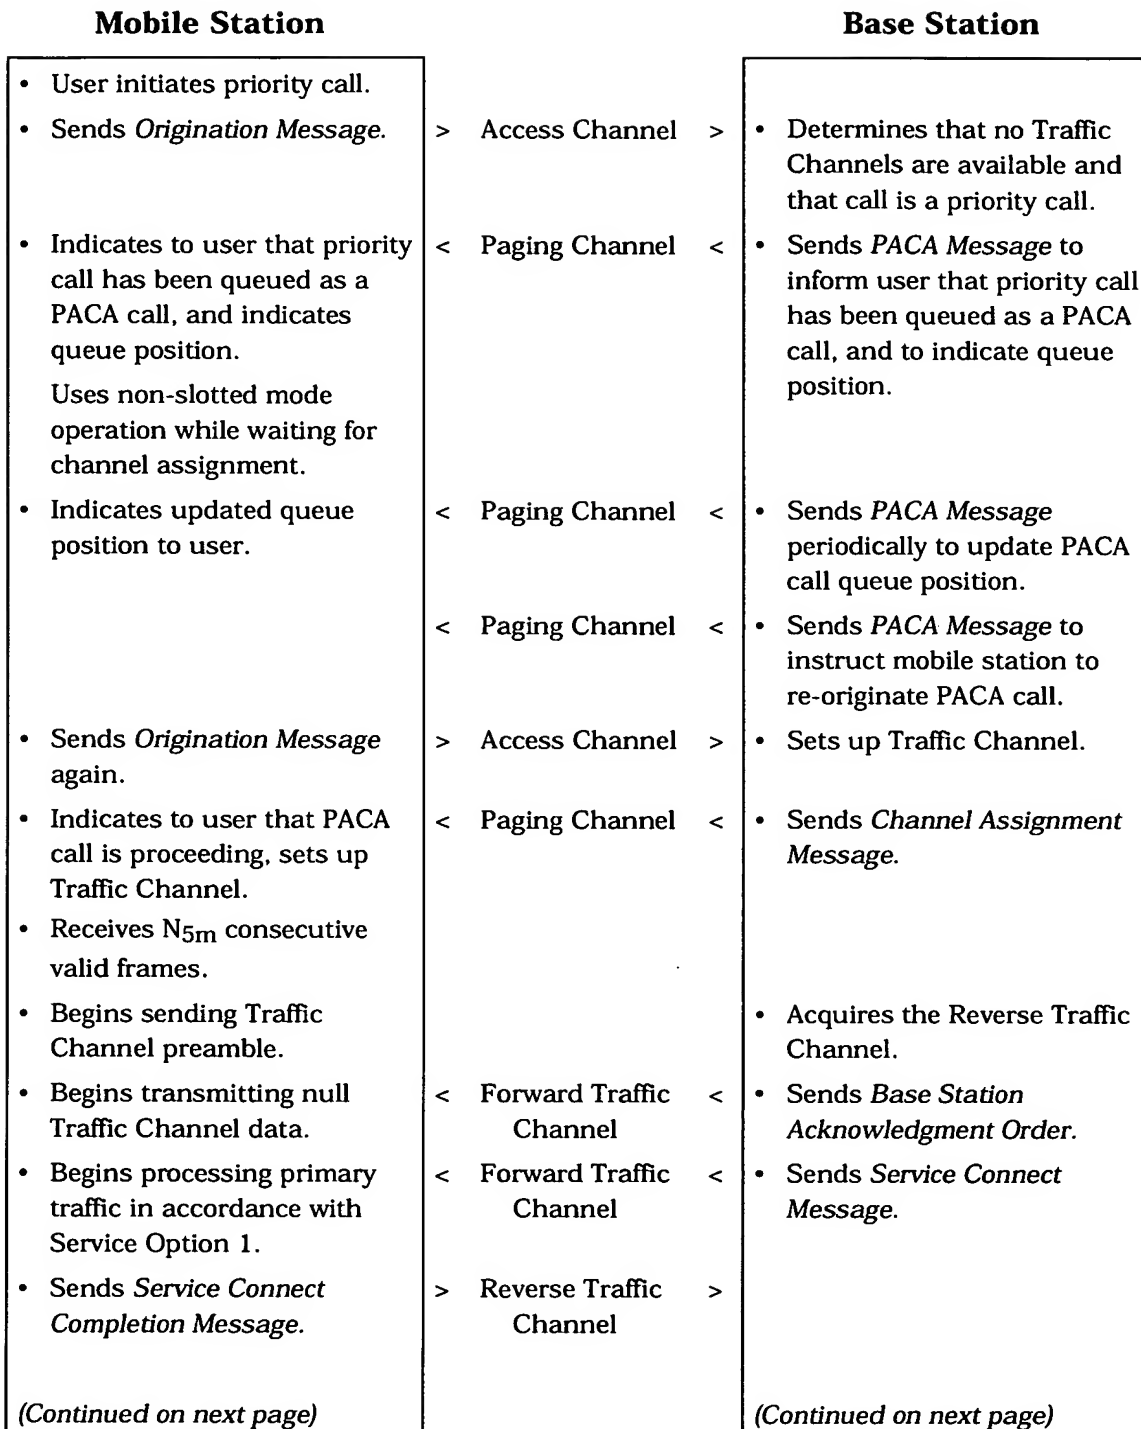 Mobile Station
Base Station
• User initiates priority call.
• Sends Origination Message. > Access Channel > • Determines that no Traffic
Channels are available and
that call is a priority call.
• Indicates to user that priority < Paging Channel < • Sends PACA Message to
call has been queued as a inform user that priority call
PACA call, and indicates has been queued as a PACA
queue position. call, and to indicate queue
Uses non-slotted mode position.
operation while waiting for
channel assignment.
• Indicates updated queue < Paging Channel < • Sends PACA Message
position to user. periodically to update PACA
call queue position.
< Paging Channel < • Sends PACA Message to
instruct mobile station to
re-originate PACA call.
• Sends Origination Message > Access Channel > • Sets up Traffic Channel.
again.
• Indicates to user that PACA < Paging Channel < • Sends Channel Assignment
call is proceeding, sets up Message.
Traffic Channel.
• Receives N5m consecutive
valid frames.
• Begins sending Traffic • Acquires the Reverse Traffic
Channel preamble. Channel.
• Begins transmitting null < Forward Traffic < • Sends Base Station
Traffic Channel data. Channel Acknowledgment Order.
• Begins processing primary < Forward Traffic < • Sends Service Connect
traffic in accordance with Channel Message.
Service Option 1.
• Sends Service Connect > Reverse Traffic >
Completion Message. Channel
(Continued on next page) (Continued on next page)